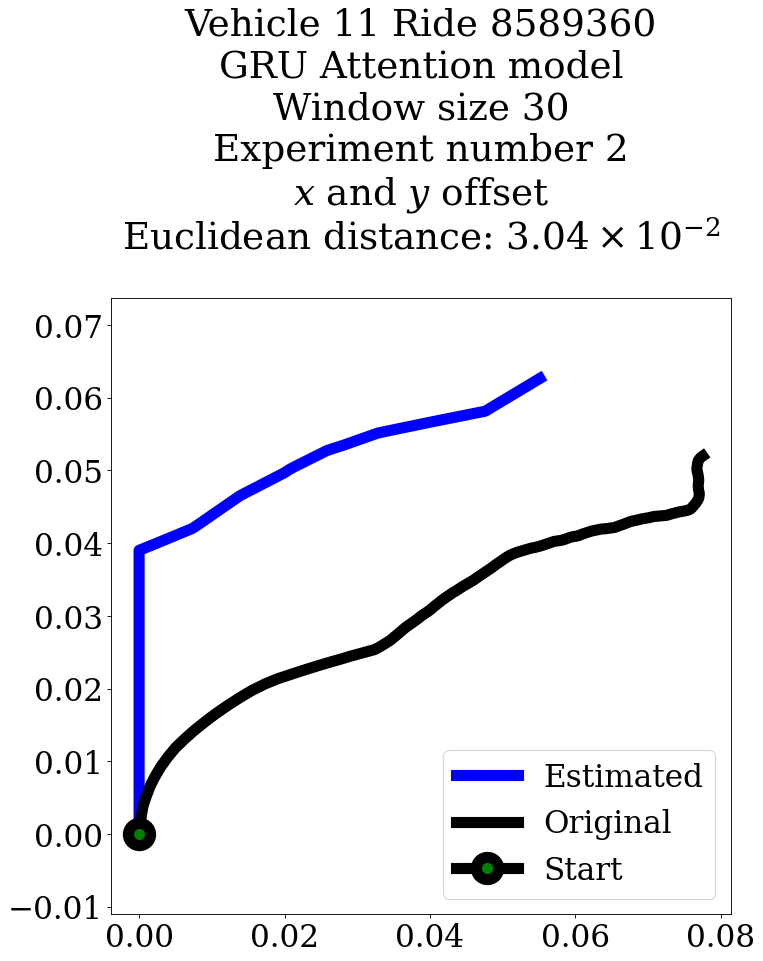 Vehicle 11 Ride 8589360
GRU Attention model
Window size 30
Experiment number 2
x and y offset
Euclidean distance: 3.04 × 10⁻²
0.07
0.06
0.05
0.04
0.03
0.02
0.01
0.00
−0.01
Estimated
Original
Start
0.00 0.02 0.04 0.06 0.08